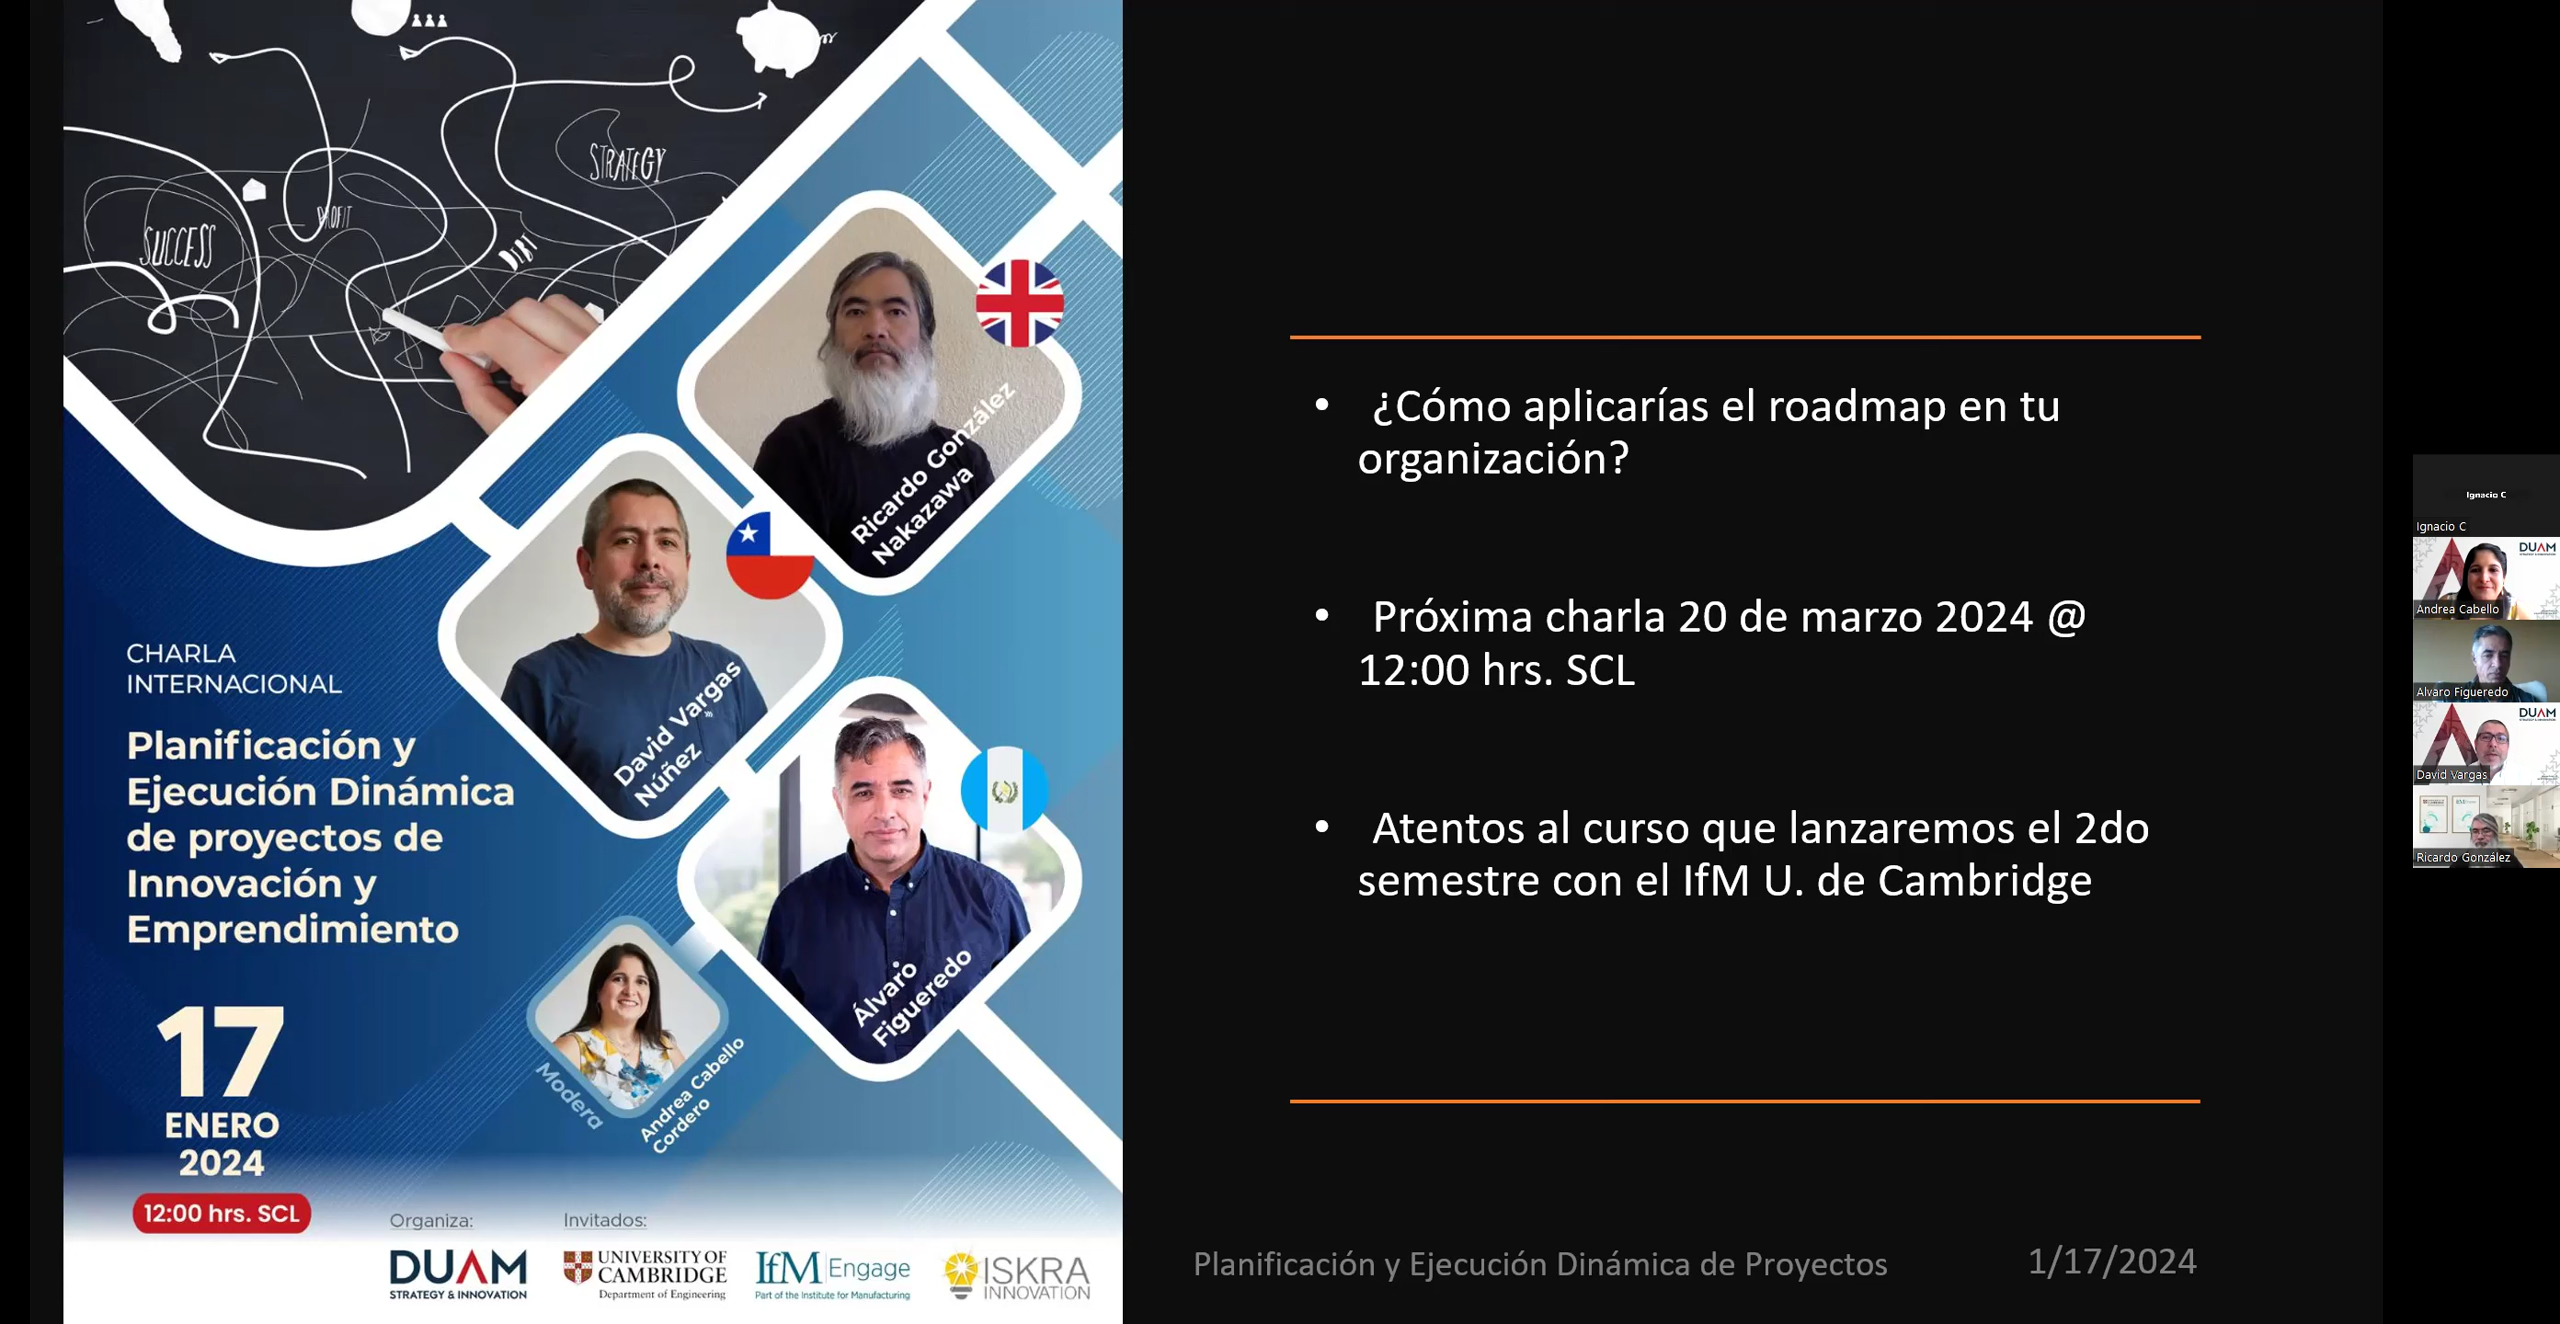 STRATEGY
SUCCESS
PROFIT
DEBT
Ricardo González
Nakazawa
David Vargas
Núñez
Álvaro
Figueredo
Modera
Andrea Cabello
Cordero
CHARLA
INTERNACIONAL
Planificación y
Ejecución Dinámica
de proyectos de
Innovación y
Emprendimiento
17
ENERO
2024
12:00 hrs. SCL
Organiza:
DUAM
STRATEGY & INNOVATION
Invitados:
UNIVERSITY OF
CAMBRIDGE
Department of Engineering
IfM Engage
Part of the Institute for Manufacturing
ISKRA
INNOVATION
• ¿Cómo aplicarías el roadmap en tu
organización?
• Próxima charla 20 de marzo 2024 @
12:00 hrs. SCL
• Atentos al curso que lanzaremos el 2do
semestre con el IfM U. de Cambridge
Planificación y Ejecución Dinámica de Proyectos
1/17/2024
Ignacio C
Ignacio C
DUAM
Andrea Cabello
Alvaro Figueredo
DUAM
David Vargas
Ricardo González